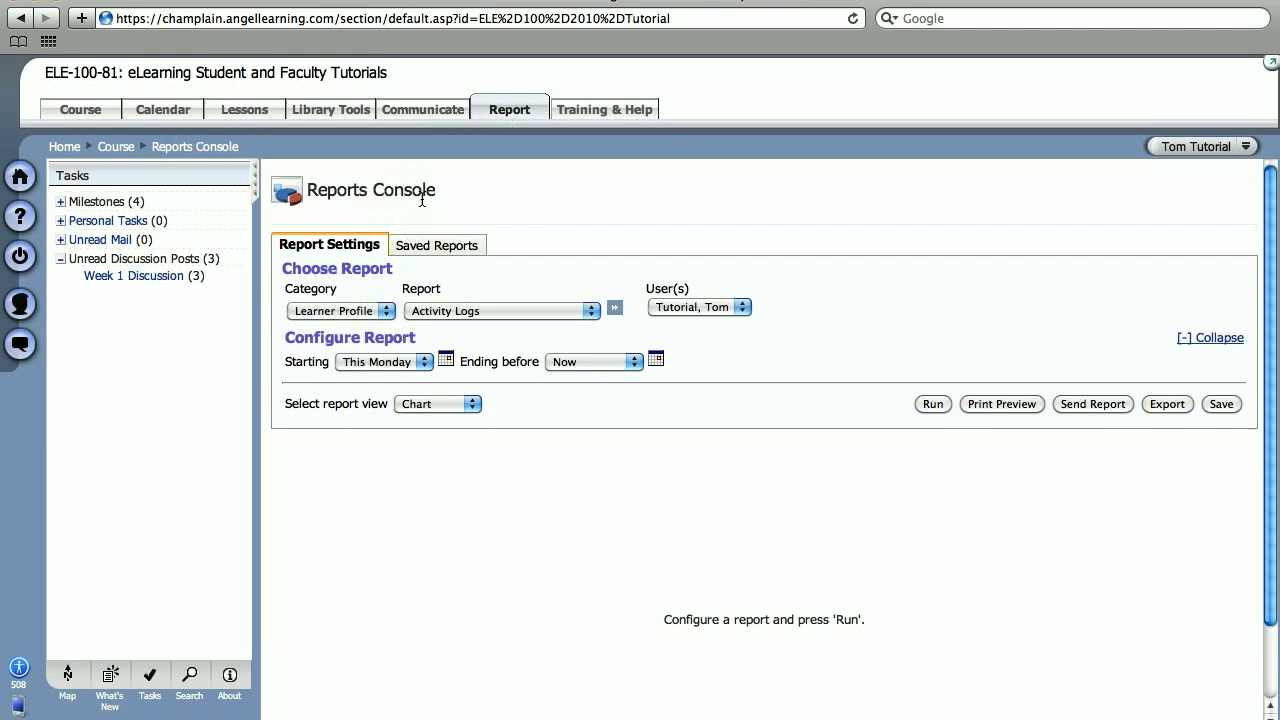 https://champlain.angellearning.com/section/default.asp?id=ELE%2D100%2D2010%2DTutorial
Google
ELE-100-81: eLearning Student and Faculty Tutorials
Course Calendar Lessons Library Tools Communicate Report Training & Help
Home Course Reports Console
Tom Tutorial
Tasks
Milestones (4)
Personal Tasks (0)
Unread Mail (0)
Unread Discussion Posts (3)
Week 1 Discussion (3)
Reports Console
Report Settings Saved Reports
Choose Report
Category Report User(s)
Learner Profile Activity Logs Tutorial, Tom
Configure Report [-] Collapse
Starting This Monday Ending before Now
Select report view Chart Run Print Preview Send Report Export Save
Configure a report and press 'Run'.
508
Map What's New Tasks Search About